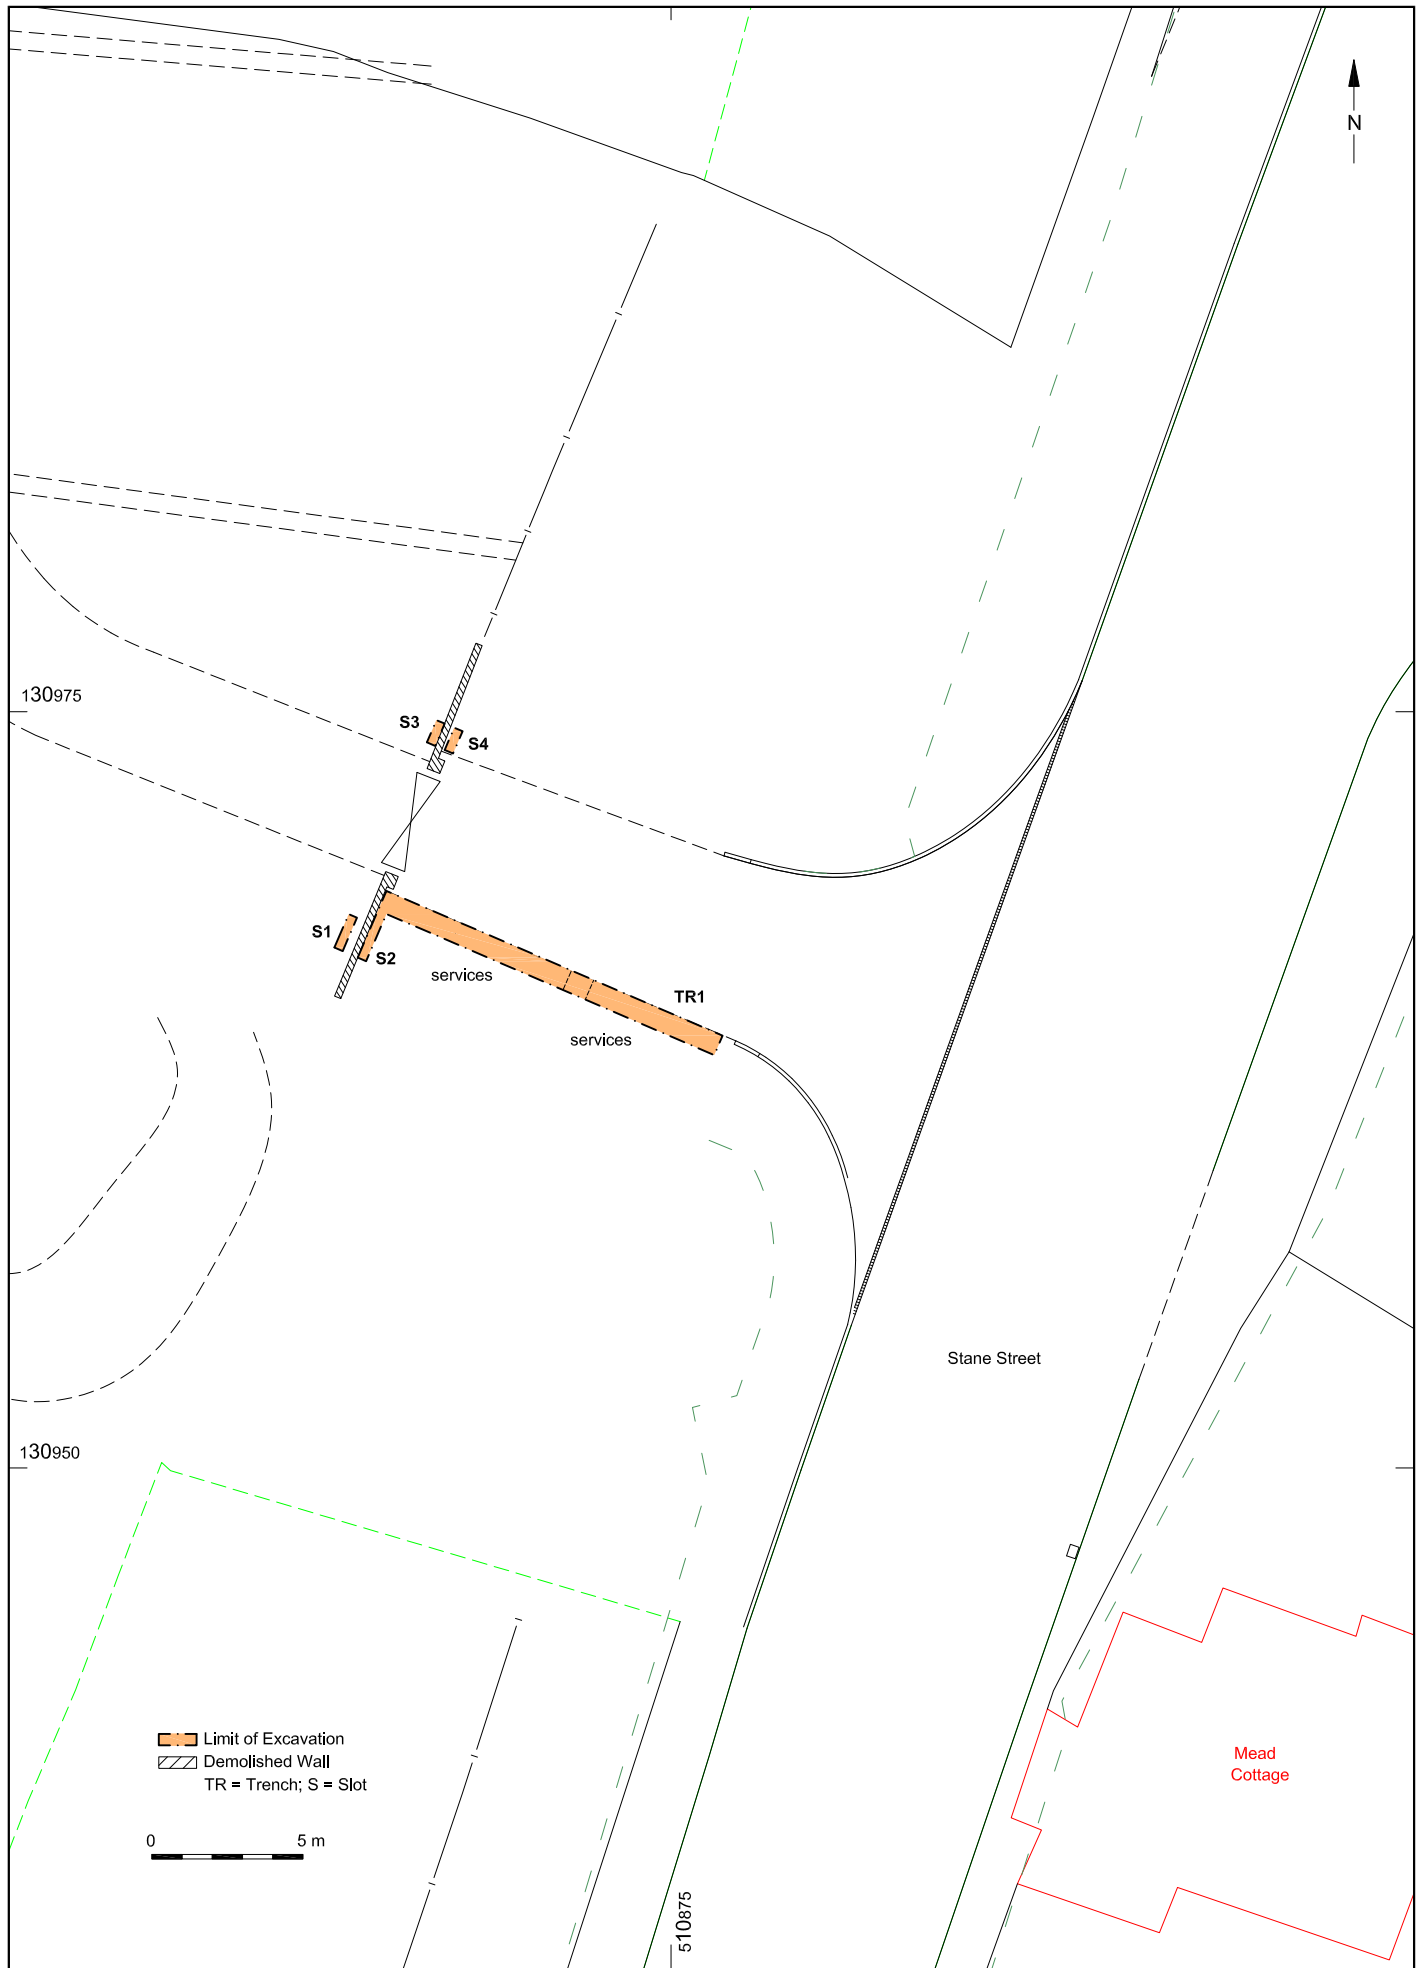 N
130975
S3
S4
S1
S2
services
TR1
services
Stane Street
130950
Limit of Excavation
Demolished Wall
TR = Trench; S = Slot
Mead
Cottage
0 5 m
510875